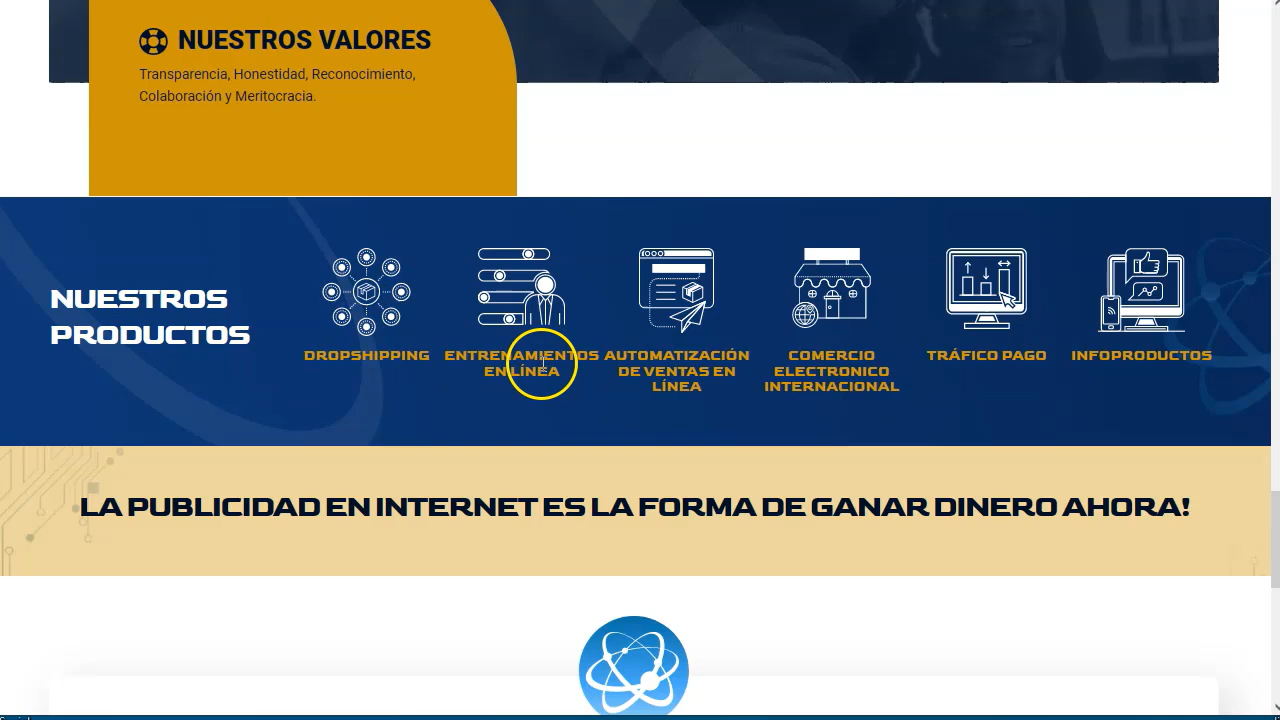 NUESTROS VALORES
Transparencia, Honestidad, Reconocimiento,
Colaboración y Meritocracia.
NUESTROS
PRODUCTOS
DROPSHIPPING
ENTRENAMIENTOS
EN LÍNEA
AUTOMATIZACIÓN
DE VENTAS EN
LÍNEA
COMERCIO
ELECTRONICO
INTERNACIONAL
TRÁFICO PAGO
INFOPRODUCTOS
LA PUBLICIDAD EN INTERNET ES LA FORMA DE GANAR DINERO AHORA!